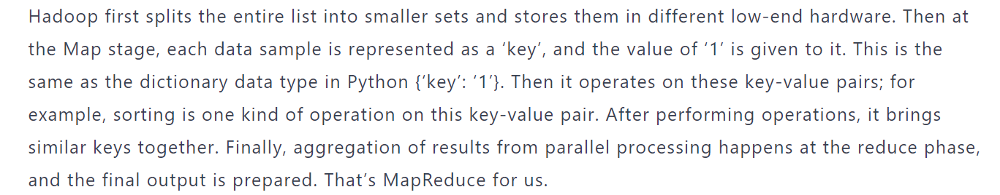 Hadoop first splits the entire list into smaller sets and stores them in different low-end hardware. Then at
the Map stage, each data sample is represented as a ‘key’, and the value of ‘1’ is given to it. This is the
same as the dictionary data type in Python {‘key’: ‘1’}. Then it operates on these key-value pairs; for
example, sorting is one kind of operation on this key-value pair. After performing operations, it brings
similar keys together. Finally, aggregation of results from parallel processing happens at the reduce phase,
and the final output is prepared. That’s MapReduce for us.